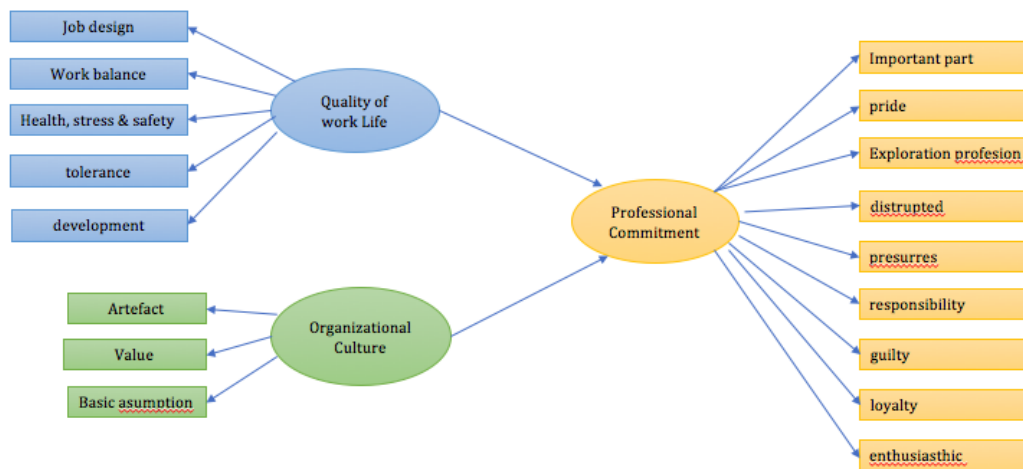 Job design
Work balance
Health, stress & safety
tolerance
development
Quality of
work Life
Artefact
Value
Basic asumption
Organizational
Culture
Professional
Commitment
Important part
pride
Exploration profesion
distrupted
presurres
responsibility
guilty
loyalty
enthusiasthic